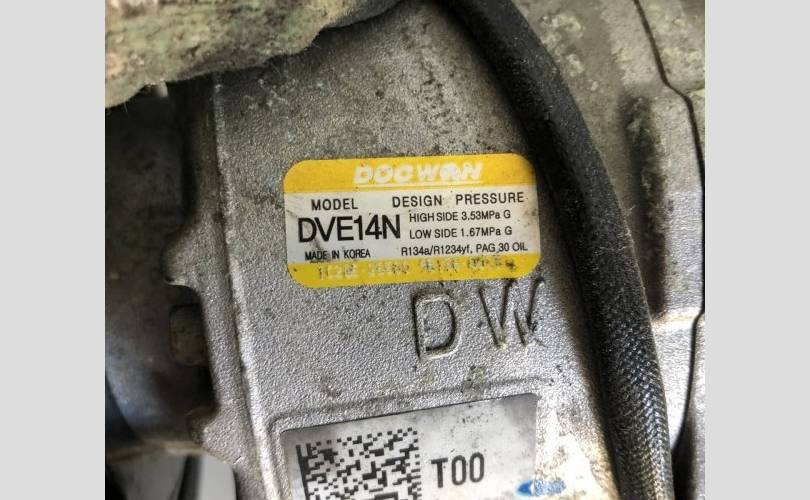 DOOWON
MODEL DESIGN PRESSURE
DVE14N HIGH SIDE 3.53MPa G
LOW SIDE 1.67MPa G
MADE IN KOREA R134a/R1234yf, PAG 30 OIL
DW
T00